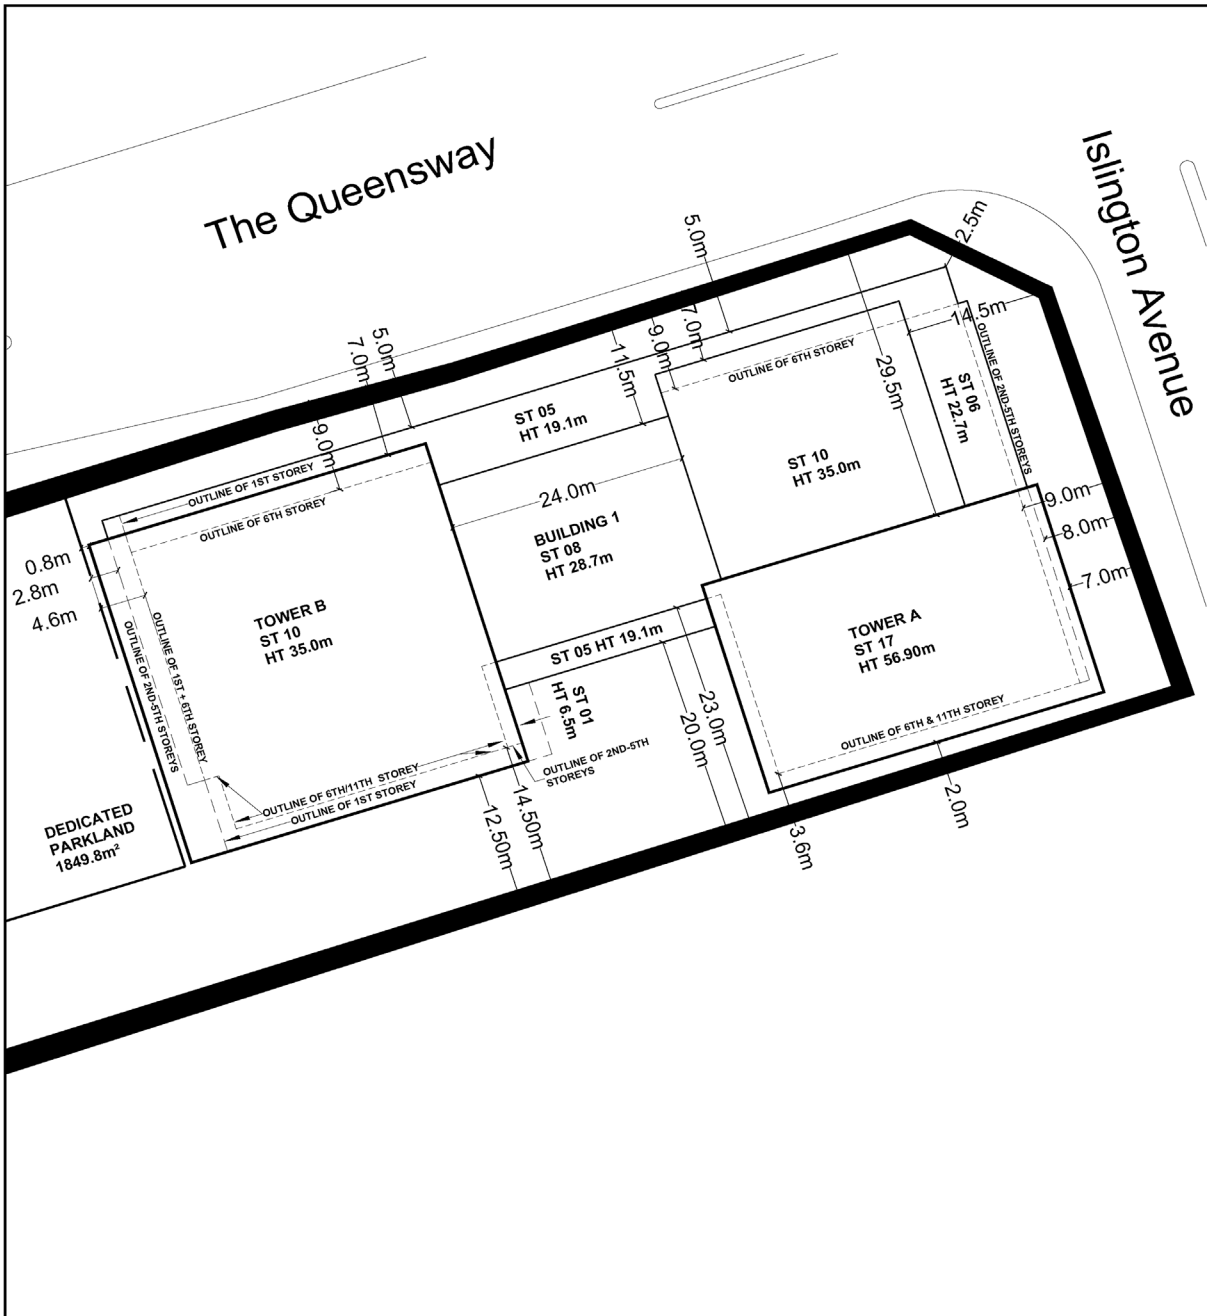 The Queensway
Islington Avenue
2.5m
5.0m
7.0m
9.0m
14.5m
5.0m
7.0m
11.5m
9.0m
29.5m
OUTLINE OF 6TH STOREY
OUTLINE OF 2ND-5TH STOREYS
ST 06
HT 22.7m
ST 05
HT 19.1m
ST 10
HT 35.0m
24.0m
OUTLINE OF 1ST STOREY
OUTLINE OF 6TH STOREY
BUILDING 1
ST 08
HT 28.7m
9.0m
8.0m
7.0m
0.8m
2.8m
4.6m
TOWER B
ST 10
HT 35.0m
TOWER A
ST 17
HT 56.90m
ST 05 HT 19.1m
OUTLINE OF 2ND-5TH STOREYS
OUTLINE OF 1ST + 6TH STOREY
ST 01
HT 6.5m
23.0m
20.0m
OUTLINE OF 6TH & 11TH STOREY
OUTLINE OF 2ND-5TH
STOREYS
OUTLINE OF 6TH/11TH STOREY
OUTLINE OF 1ST STOREY
14.50m
12.50m
2.0m
3.6m
DEDICATED
PARKLAND
1849.8m²